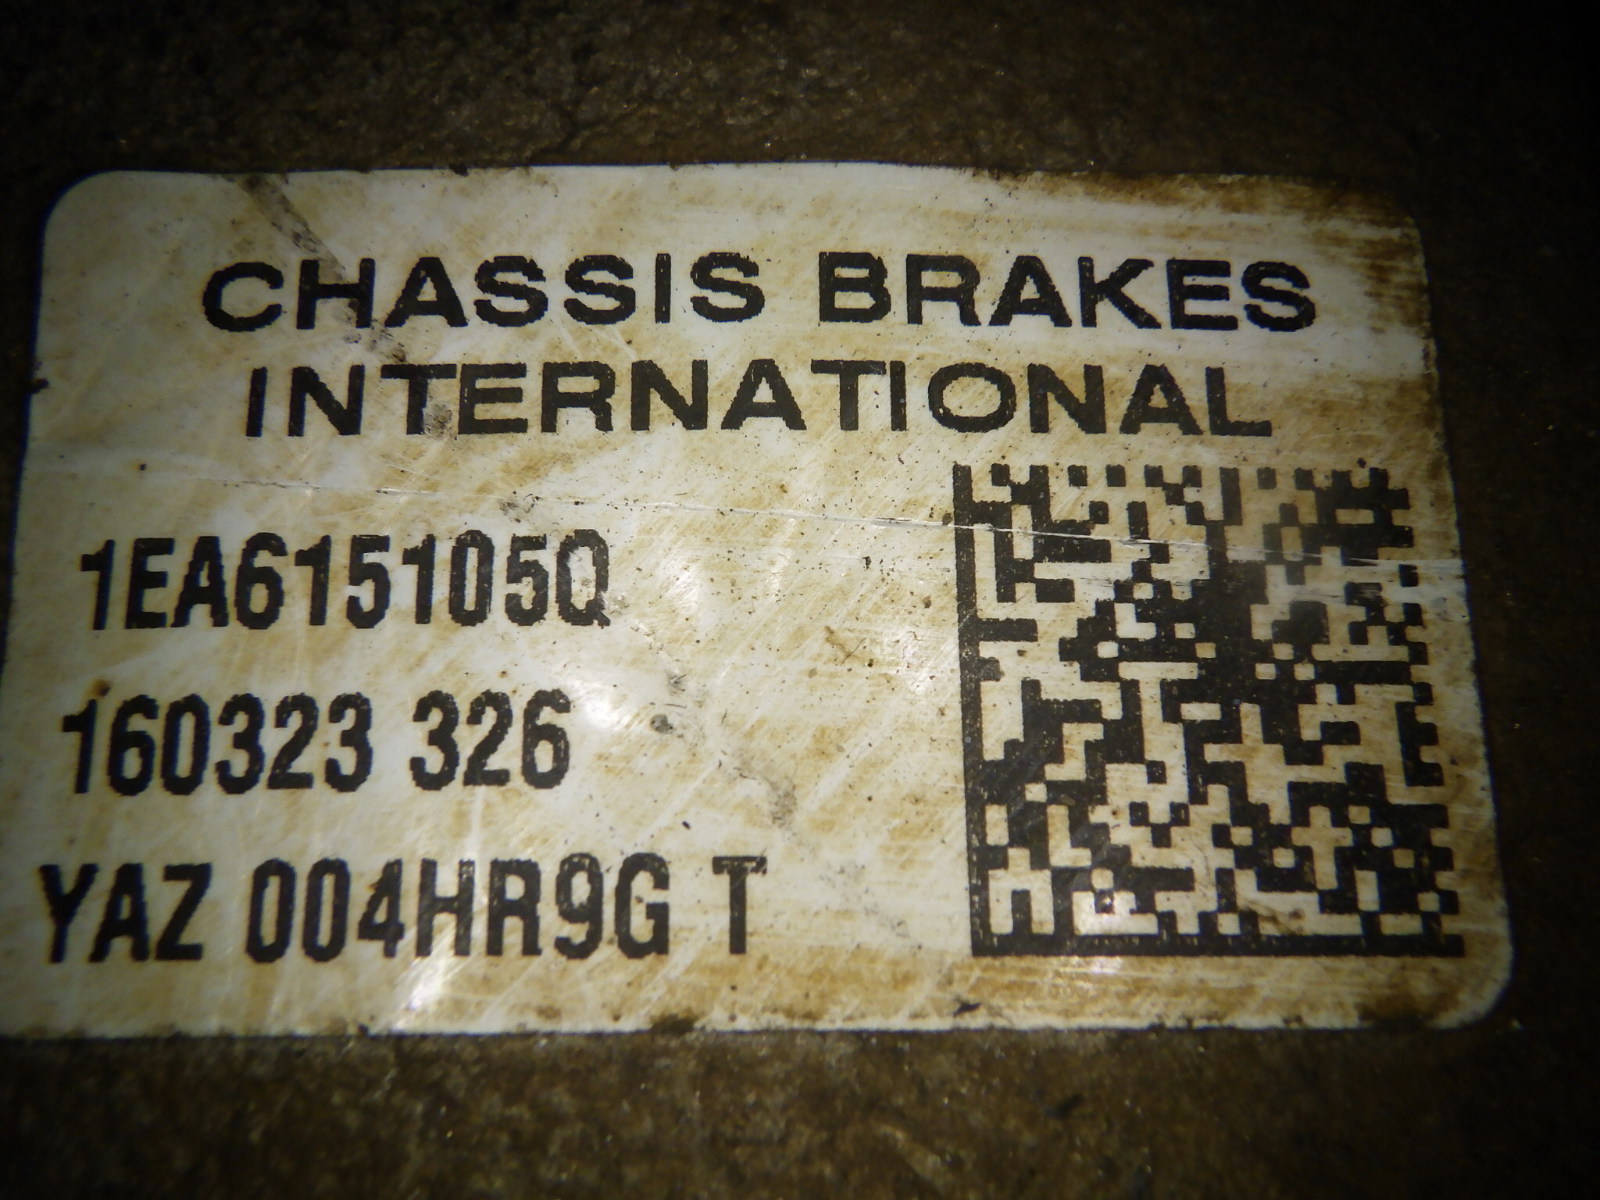 CHASSIS BRAKES
INTERNATIONAL
1EA615105Q
160323 326
YAZ 004HR9G T